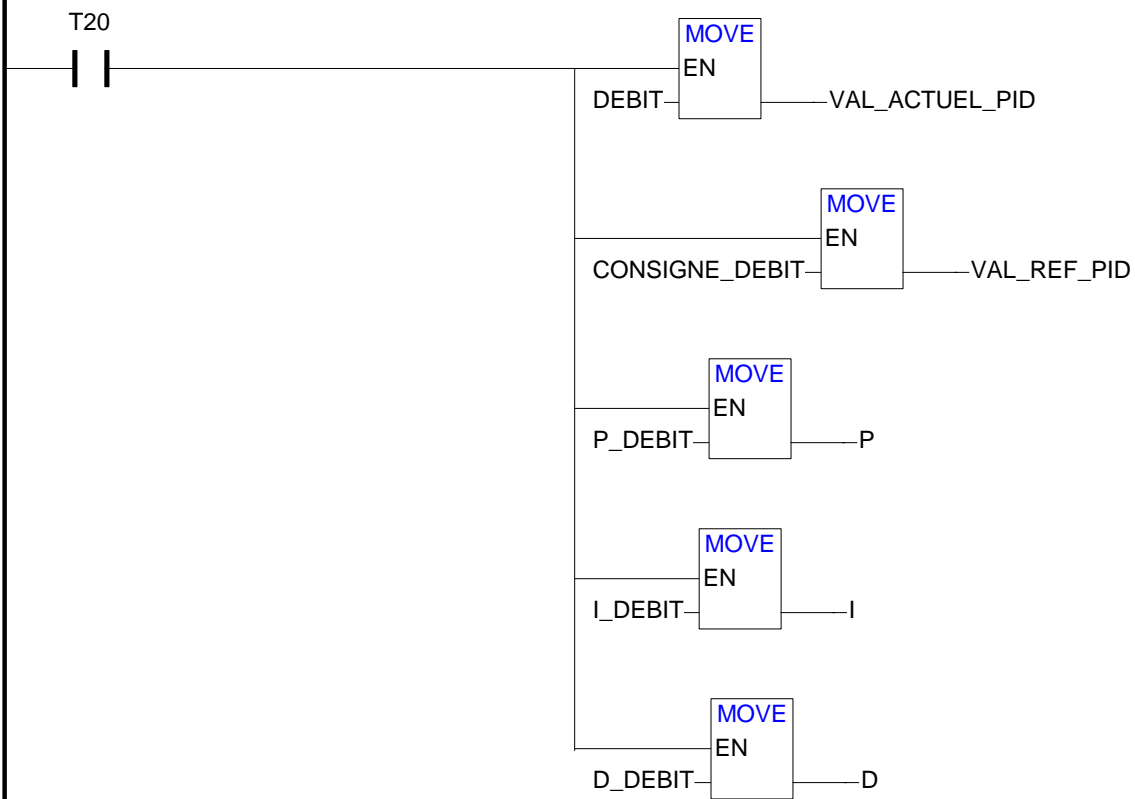 T20
MOVE
EN
DEBIT VAL_ACTUEL_PID
MOVE
EN
CONSIGNE_DEBIT VAL_REF_PID
MOVE
EN
P_DEBIT P
MOVE
EN
I_DEBIT I
MOVE
EN
D_DEBIT D